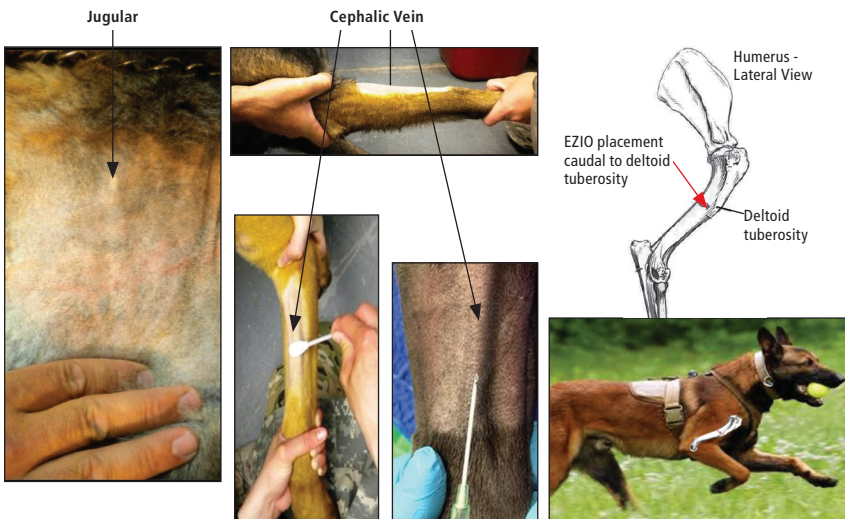 Jugular
Cephalic Vein
Humerus -
Lateral View
EZIO placement
caudal to deltoid
tuberosity
Deltoid
tuberosity